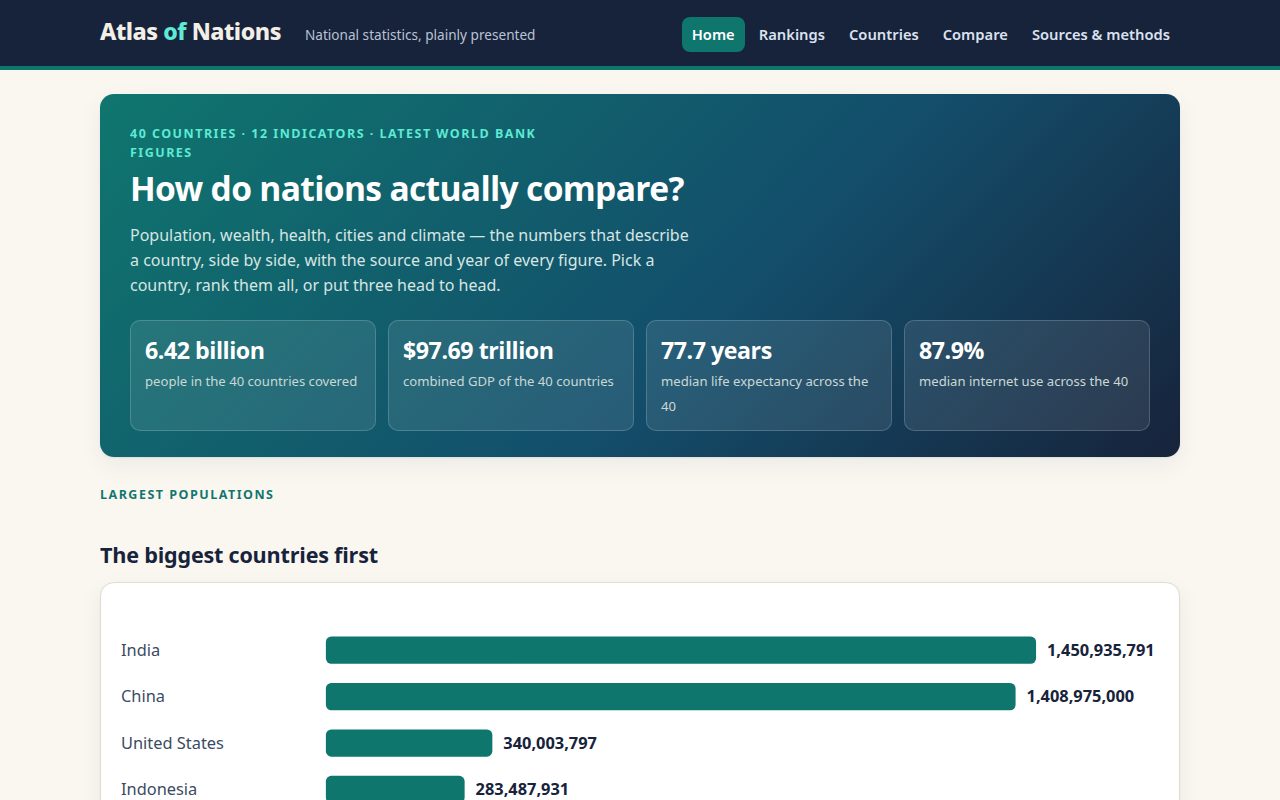 Atlas of Nations
National statistics, plainly presented
Home
Rankings
Countries
Compare
Sources & methods
40 COUNTRIES · 12 INDICATORS · LATEST WORLD BANK
FIGURES
How do nations actually compare?
Population, wealth, health, cities and climate — the numbers that describe
a country, side by side, with the source and year of every figure. Pick a
country, rank them all, or put three head to head.
6.42 billion
people in the 40 countries covered
$97.69 trillion
combined GDP of the 40 countries
77.7 years
median life expectancy across the
40
87.9%
median internet use across the 40
LARGEST POPULATIONS
The biggest countries first
India 1,450,935,791
China 1,408,975,000
United States 340,003,797
Indonesia 283,487,931